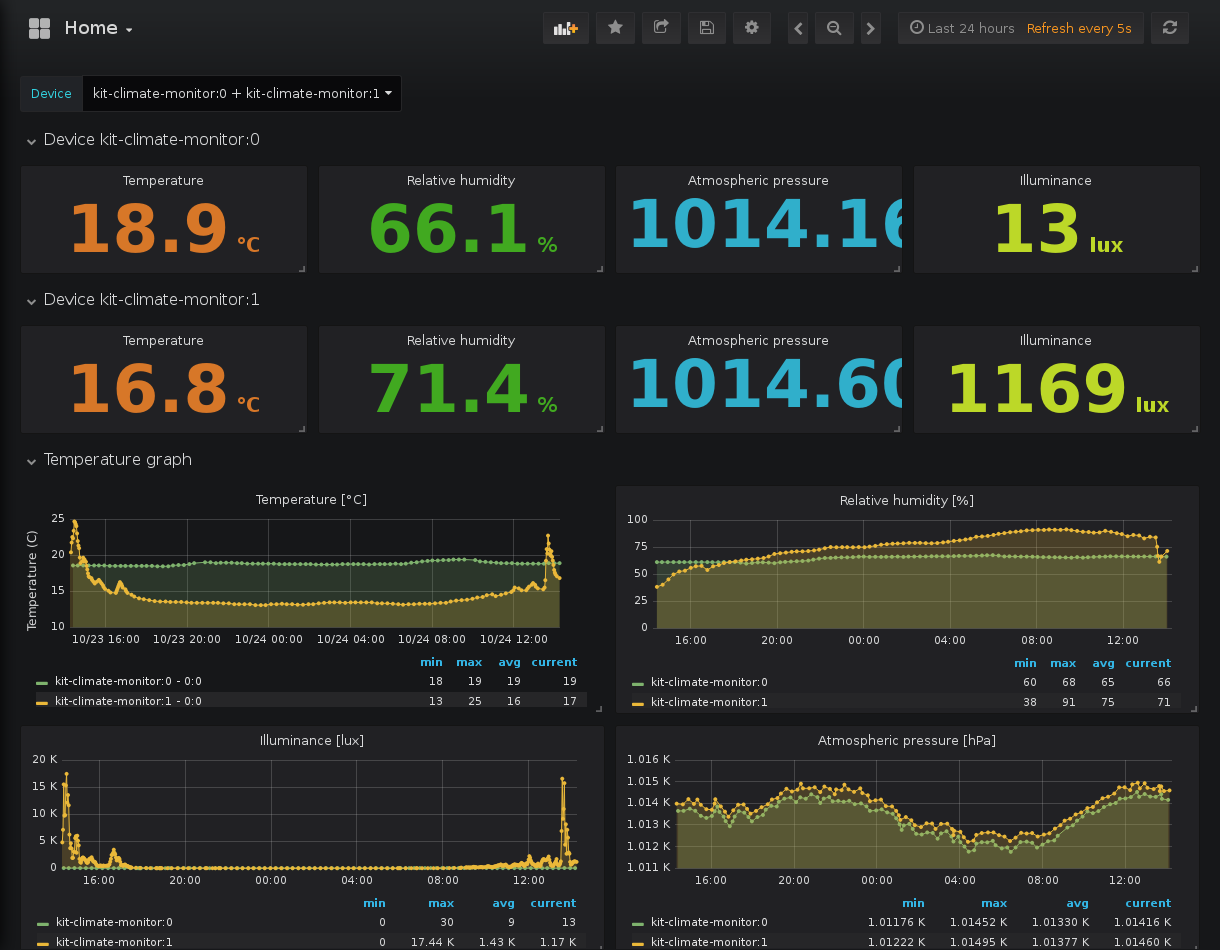 Home
Last 24 hours Refresh every 5s
Device kit-climate-monitor:0 + kit-climate-monitor:1
Device kit-climate-monitor:0
Temperature Relative humidity Atmospheric pressure Illuminance
18.9 °C 66.1 % 1014.16 13 lux
Device kit-climate-monitor:1
Temperature Relative humidity Atmospheric pressure Illuminance
16.8 °C 71.4 % 1014.60 1169 lux
Temperature graph
Temperature [°C]
Temperature (C)
25
20
15
10
10/23 16:00 10/23 20:00 10/24 00:00 10/24 04:00 10/24 08:00 10/24 12:00
min max avg current
kit-climate-monitor:0 - 0:0 18 19 19 19
kit-climate-monitor:1 - 0:0 13 25 16 17
Relative humidity [%]
100
75
50
25
0
16:00 20:00 00:00 04:00 08:00 12:00
min max avg current
kit-climate-monitor:0 60 68 65 66
kit-climate-monitor:1 38 91 75 71
Illuminance [lux]
20 K
15 K
10 K
5 K
0
16:00 20:00 00:00 04:00 08:00 12:00
min max avg current
kit-climate-monitor:0 0 30 9 13
kit-climate-monitor:1 0 17.44 K 1.43 K 1.17 K
Atmospheric pressure [hPa]
1.016 K
1.015 K
1.014 K
1.013 K
1.012 K
1.011 K
16:00 20:00 00:00 04:00 08:00 12:00
min max avg current
kit-climate-monitor:0 1.01176 K 1.01452 K 1.01330 K 1.01416 K
kit-climate-monitor:1 1.01222 K 1.01495 K 1.01377 K 1.01460 K